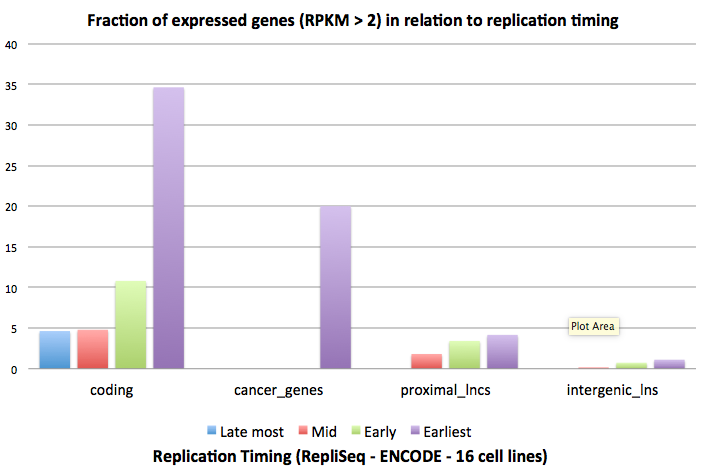 Fraction of expressed genes (RPKM > 2) in relation to replication timing
40
35
30
25
20
15
10
5
0
Plot Area
coding cancer_genes proximal_lncs intergenic_lns
Late most Mid Early Earliest
Replication Timing (RepliSeq - ENCODE - 16 cell lines)